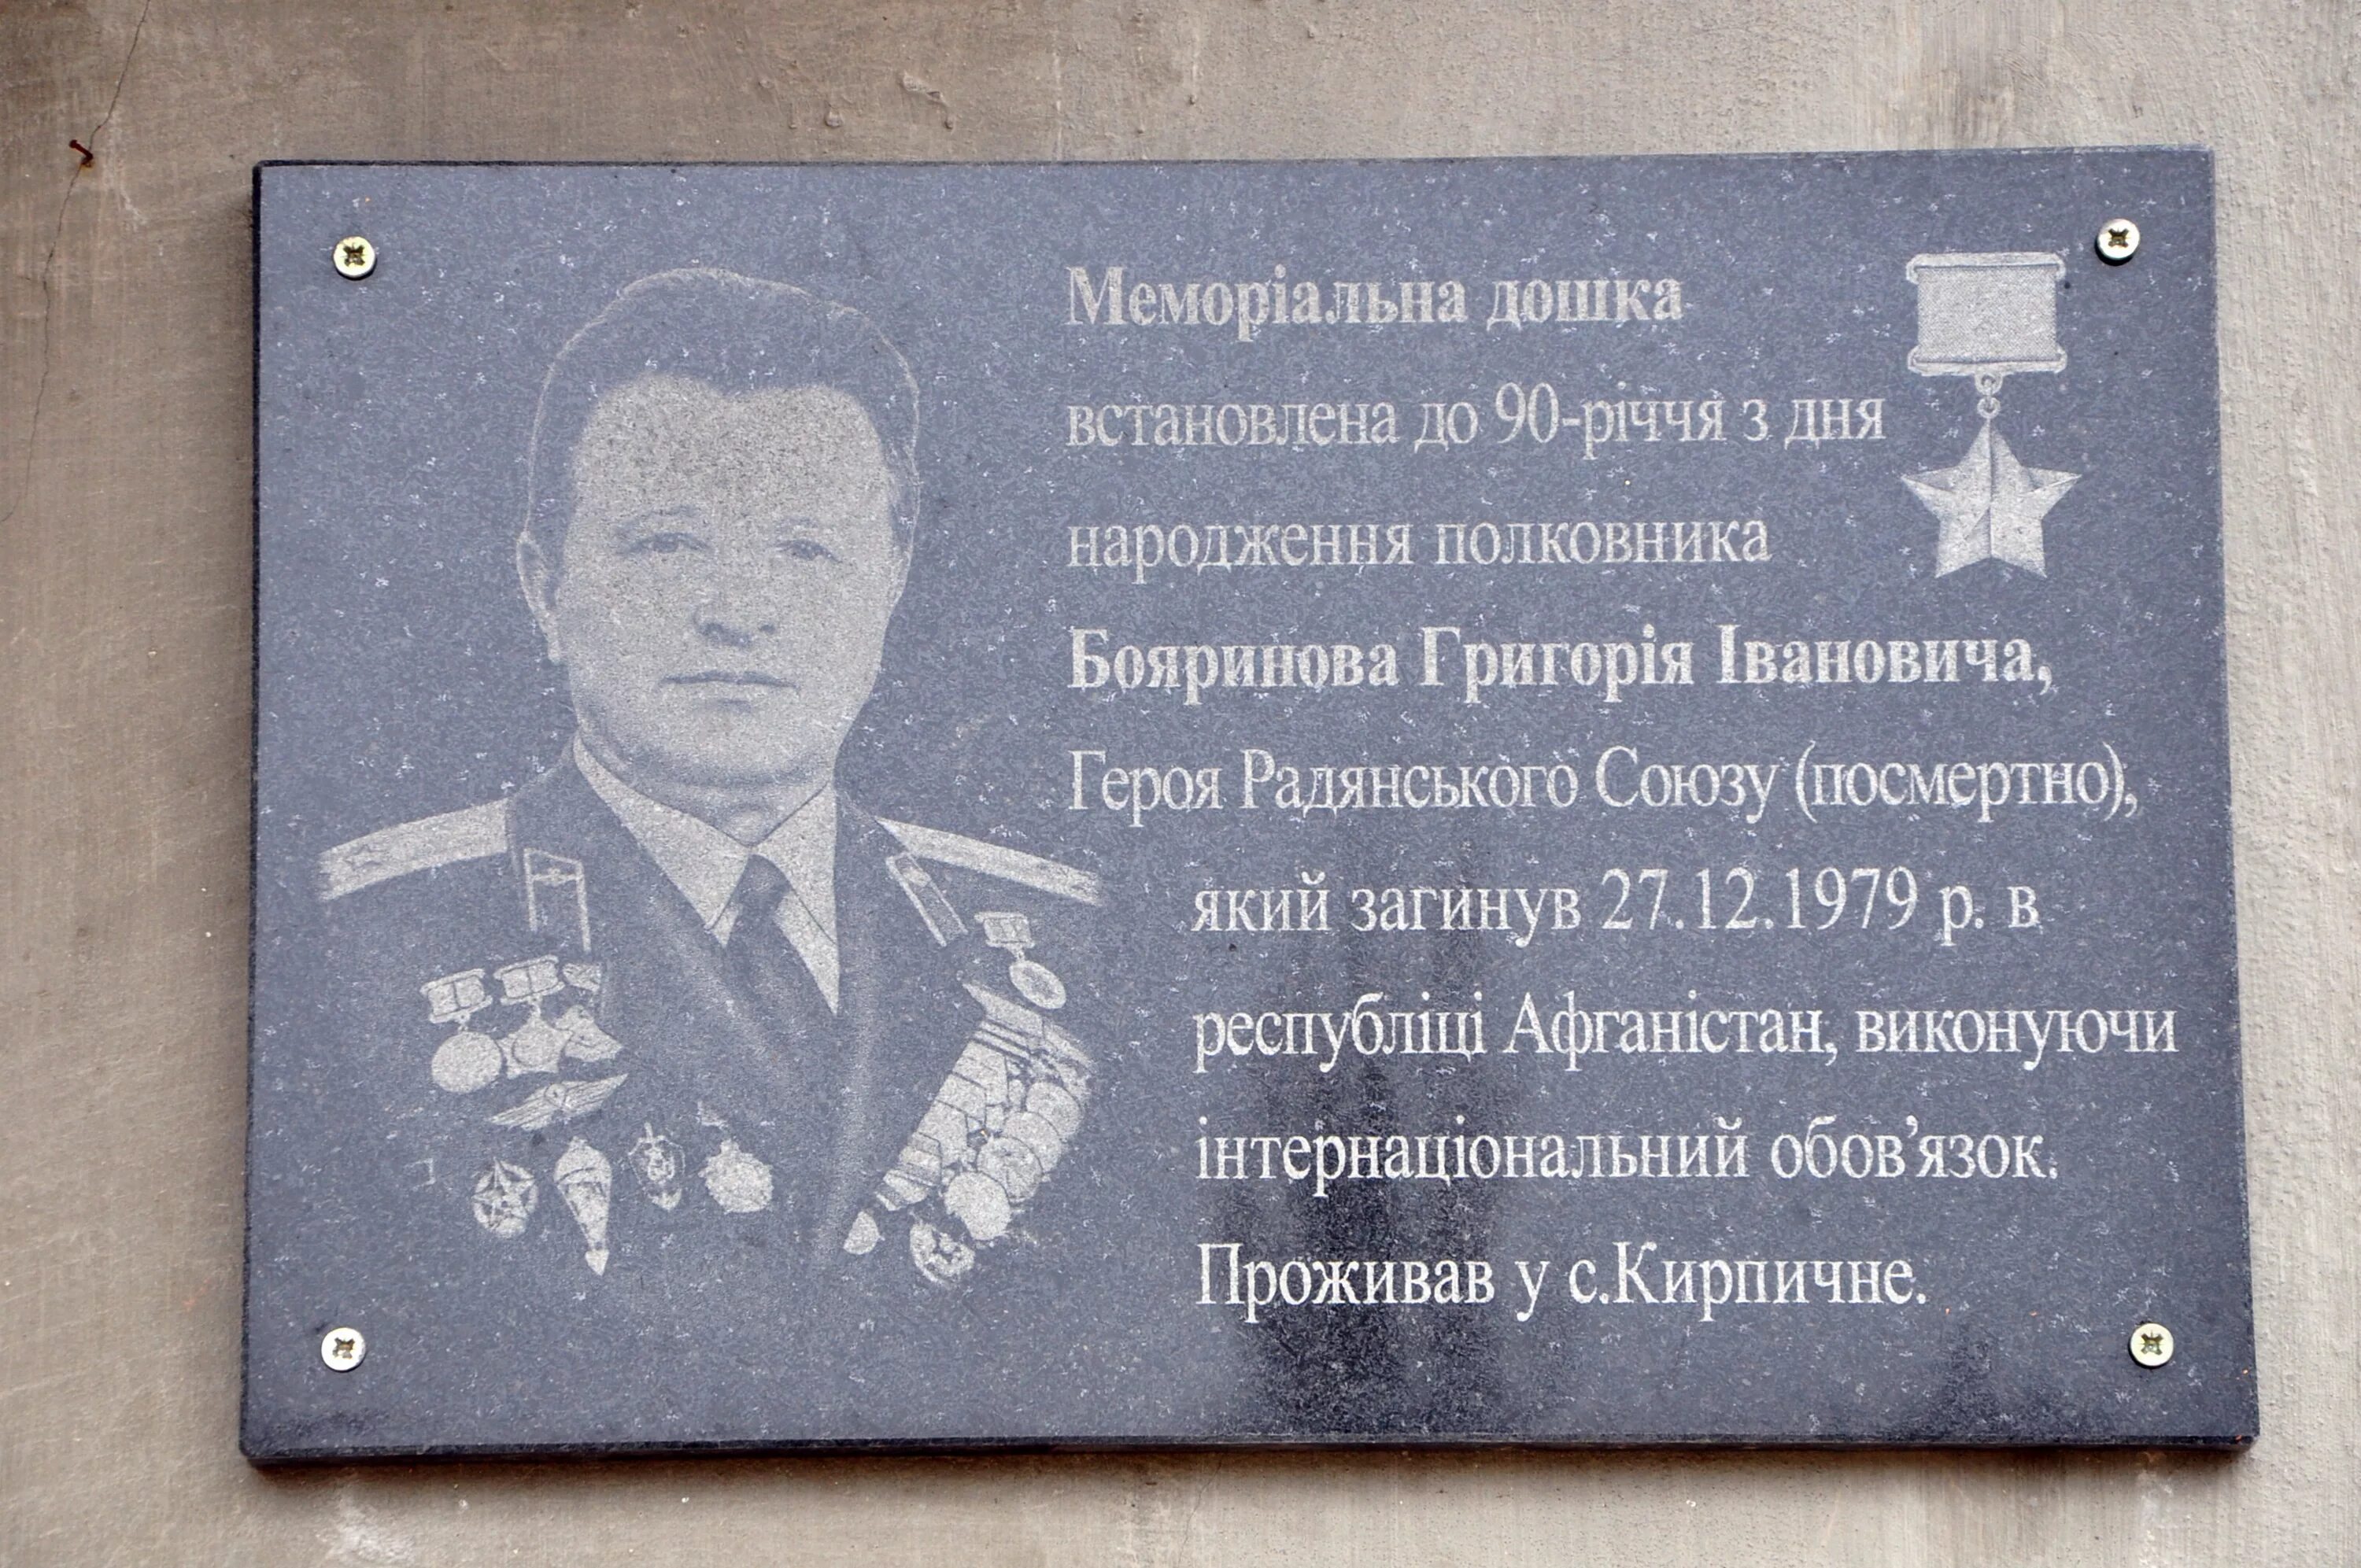 Меморіальна дошка
встановлена до 90-річчя з дня
народження полковника
Бояринова Григорія Івановича,
Героя Радянського Союзу (посмертно),
який загинув 27.12.1979 р. в
республіці Афганістан, виконуючи
інтернаціональний обов’язок.
Проживав у с.Кирпичне.